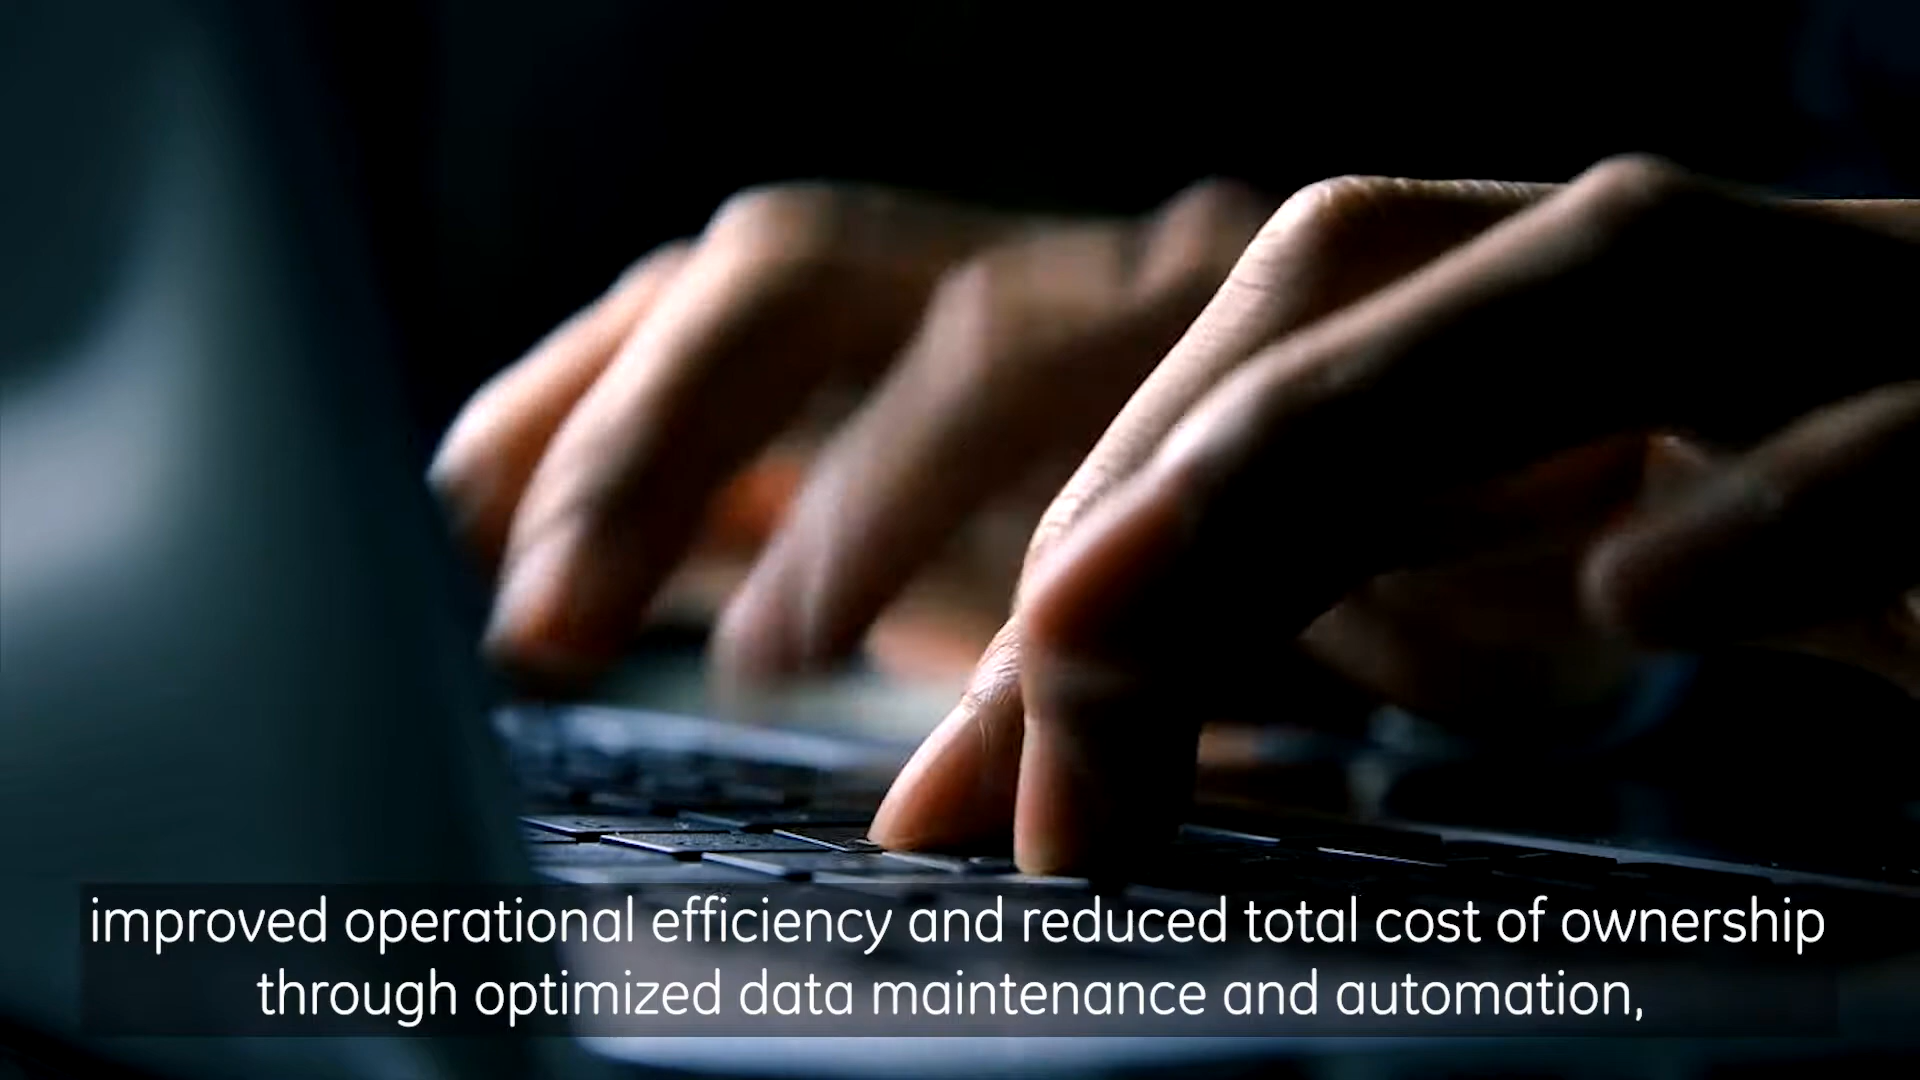 improved operational efficiency and reduced total cost of ownership
through optimized data maintenance and automation,